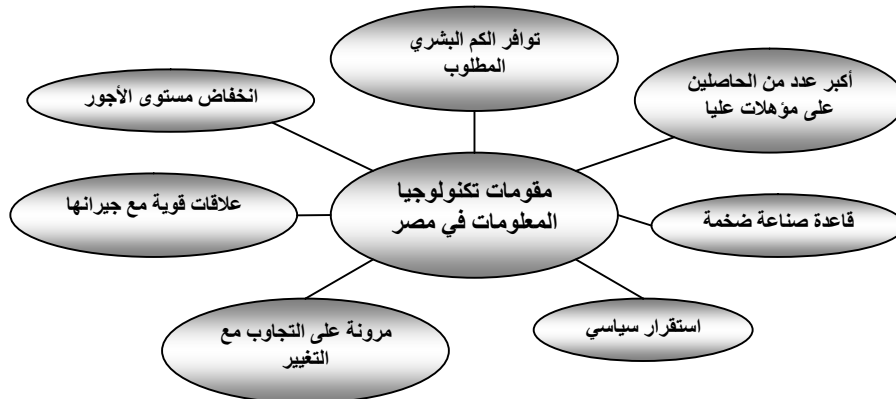 توافر الكم البشري
المطلوب
أكبر عدد من الحاصلين
على مؤهلات عليا
انخفاض مستوى الأجور
مقومات تكنولوجيا
المعلومات في مصر
علاقات قوية مع جيرانها
قاعدة صناعة ضخمة
مرونة على التجاوب مع
التغيير
استقرار سياسي